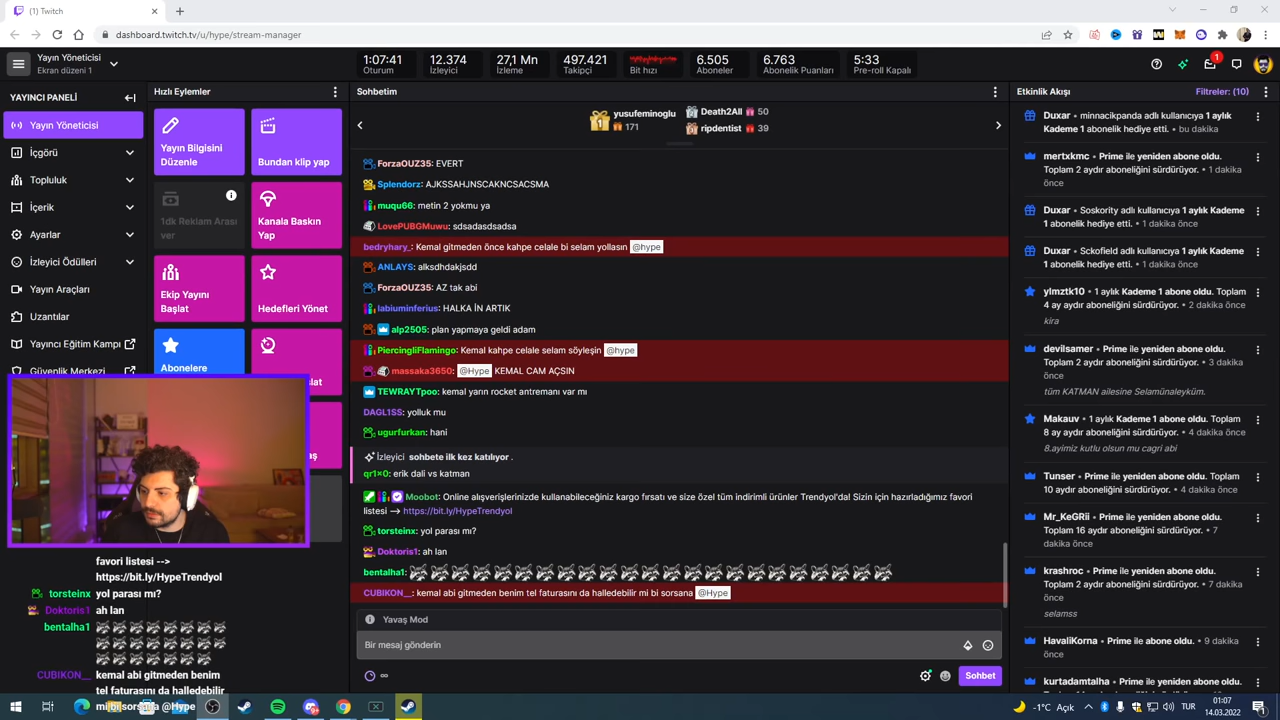 (1) Twitch
dashboard.twitch.tv/u/hype/stream-manager
Yayın Yöneticisi
Ekran düzeni 1
1:07:41
Oturum
12.374
İzleyici
27,1 Mn
İzleme
497.421
Takipçi
Bit hızı
6.505
Aboneler
6.763
Abonelik Puanları
5:33
Pre-roll Kapalı
1
YAYINCI PANELİ
Yayın Yöneticisi
İçgörü
Topluluk
İçerik
Ayarlar
İzleyici Ödülleri
Yayın Araçları
Uzantılar
Yayıncı Eğitim Kampı
Güvenlik Merkezi
Hızlı Eylemler
Yayın Bilgisini
Düzenle
Bundan klip yap
1dk Reklam Arası
ver
Kanala Baskın
Yap
Ekip Yayını
Başlat
Hedefleri Yönet
Abonelere
Sohbetim
1
yusufeminoglu
171
Death2All 50
ripdentist 39
ForzaOUZ35: EVERT
Splendorz: AJKSSAHJNSCAKNCSACSMA
muqu66: metin 2 yokmu ya
LovePUBGMuwu: sdsadasdsadsa
bedryhary_: Kemal gitmeden önce kahpe celale bi selam yollasın @hype
ANLAYS: alksdhdakjsdd
ForzaOUZ35: AZ tak abi
labiuminferius: HALKA İN ARTIK
alp2505: plan yapmaya geldi adam
PiercingliFlamingo: Kemal kahpe celale selam söyleşin @hype
massaka3650: @Hype KEMAL CAM AÇSIN
TEWRAYTpoo: kemal yarın rocket antremanı var mı
DAGL1SS: yolluk mu
ugurfurkan: hani
İzleyici sohbete ilk kez katılıyor .
qr1x0: erik dali vs katman
Moobot: Online alışverişlerinizde kullanabileceğiniz kargo fırsatı ve size özel tüm indirimli ürünler Trendyol'da! Sizin için hazırladığımız favori
listesi --> https://bit.ly/HypeTrendyol
torsteinx: yol parası mı?
Doktoris1: ah lan
bentalha1:
CUBIKON__: kemal abi gitmeden benim tel faturasını da halledebilir mi bi sorsana @Hype
Yavaş Mod
Bir mesaj gönderin
∞
Sohbet
Etkinlik Akışı
Filtreler: (10)
Duxar • minnacikpanda adlı kullanıcıya 1 aylık
Kademe 1 abonelik hediye etti. • bu dakika
mertxkmc • Prime ile yeniden abone oldu.
Toplam 2 aydır aboneliğini sürdürüyor. • 1 dakika
önce
Duxar • Soskority adlı kullanıcıya 1 aylık Kademe
1 abonelik hediye etti. • 1 dakika önce
Duxar • Sckofield adlı kullanıcıya 1 aylık Kademe
1 abonelik hediye etti. • 1 dakika önce
ylmztk10 • 1 aylık Kademe 1 abone oldu. Toplam
4 ay aydır aboneliğini sürdürüyor. • 2 dakika önce
kira
devilsamer • Prime ile yeniden abone oldu.
Toplam 2 aydır aboneliğini sürdürüyor. • 3 dakika
önce
tüm KATMAN ailesine Selamünaleyküm.
Makauv • 1 aylık Kademe 1 abone oldu. Toplam
8 ay aydır aboneliğini sürdürüyor. • 4 dakika önce
8.ayimiz kutlu olsun mu cagri abi
Tunser • Prime ile yeniden abone oldu. Toplam
10 aydır aboneliğini sürdürüyor. • 4 dakika önce
Mr_KeGRii • Prime ile yeniden abone oldu.
Toplam 16 aydır aboneliğini sürdürüyor. • 7
dakika önce
krashroc • Prime ile yeniden abone oldu.
Toplam 2 aydır aboneliğini sürdürüyor. • 7 dakika
önce
selamss
HavaliKorna • Prime ile abone oldu. • 9 dakika
önce
kurtadamtalha • Prime ile yeniden abone oldu.
favori listesi -->
https://bit.ly/HypeTrendyol
torsteinx yol parası mı?
Doktoris1 ah lan
bentalha1
CUBIKON__ kemal abi gitmeden benim
tel faturasını da halledebilir
mi bi sorsana @Hype
-1°C Açık
TUR
01:07
14.03.2022